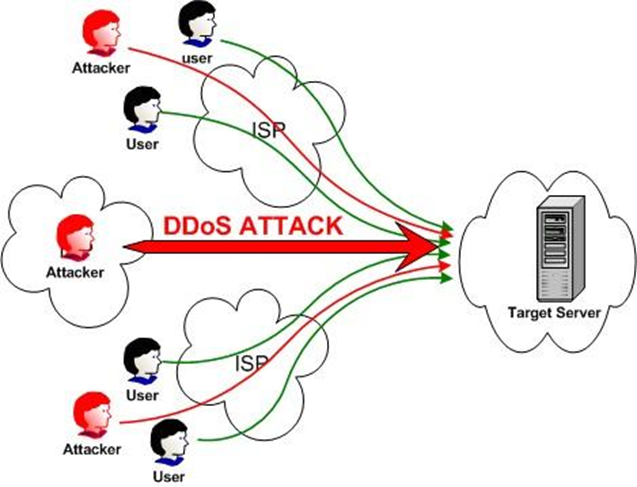 user
Attacker
User
ISP
DDoS ATTACK
Attacker
Target Server
ISP
User
Attacker
User